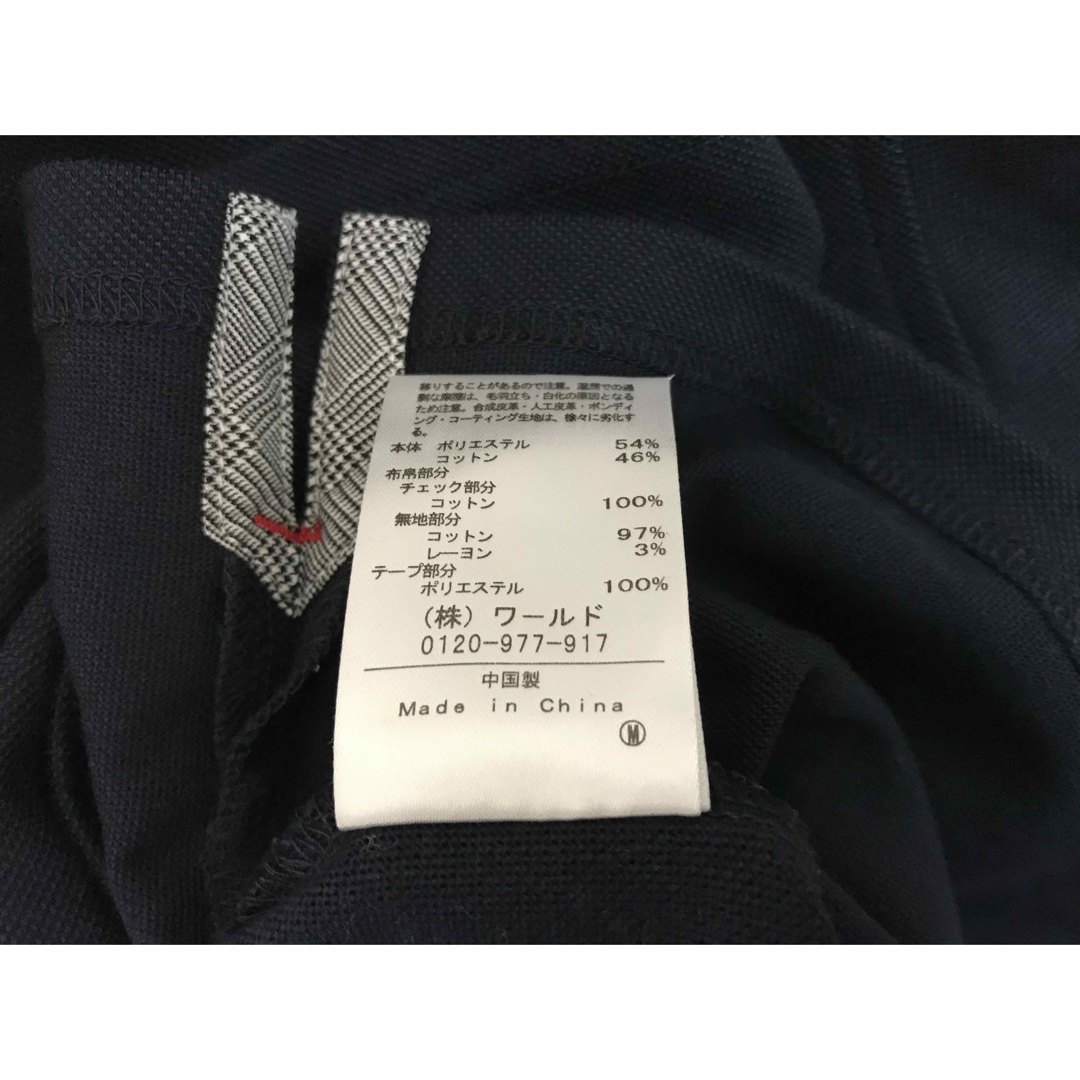 移りすることがあるので注意。湿潤での過
剰な摩擦は、毛羽立ち・白化の原因となる
ため注意。合成皮革・人工皮革・ボンディ
ング・コーティング生地は、徐々に劣化す
る。
本体 ポリエステル 54%
コットン 46%
布帛部分
チェック部分
コットン 100%
無地部分
コットン 97%
レーヨン 3%
テープ部分
ポリエステル 100%
(株)ワールド
0120-977-917
中国製
Made in China
M